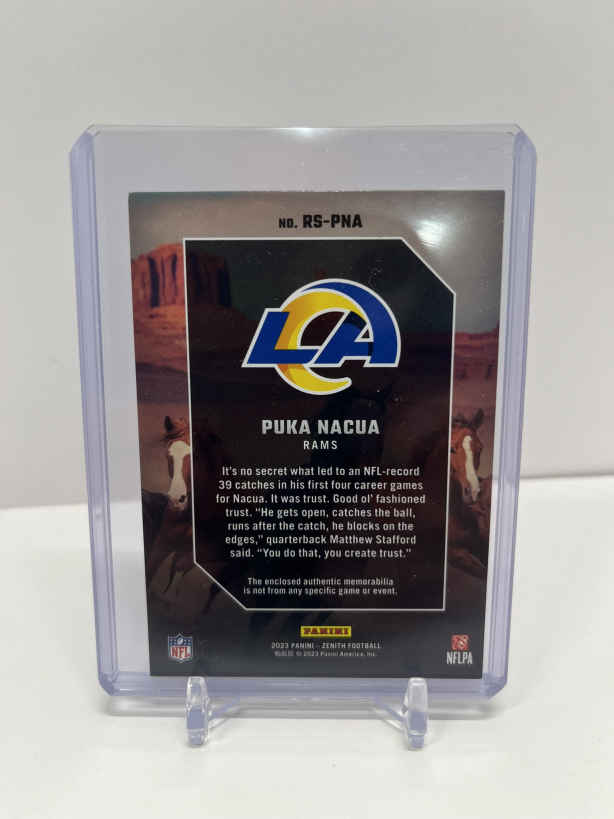 NO. RS-PNA
LA
PUKA NACUA
RAMS
It's no secret what led to an NFL-record
39 catches in his first four career games
for Nacua. It was trust. Good ol' fashioned
trust. “He gets open, catches the ball,
runs after the catch, he blocks on the
edges,” quarterback Matthew Stafford
said. “You do that, you create trust.”
The enclosed authentic memorabilia
is not from any specific game or event.
PANINI
2023 PANINI – ZENITH FOOTBALL
© 2023 Panini America, Inc.
NFL
NFLPA